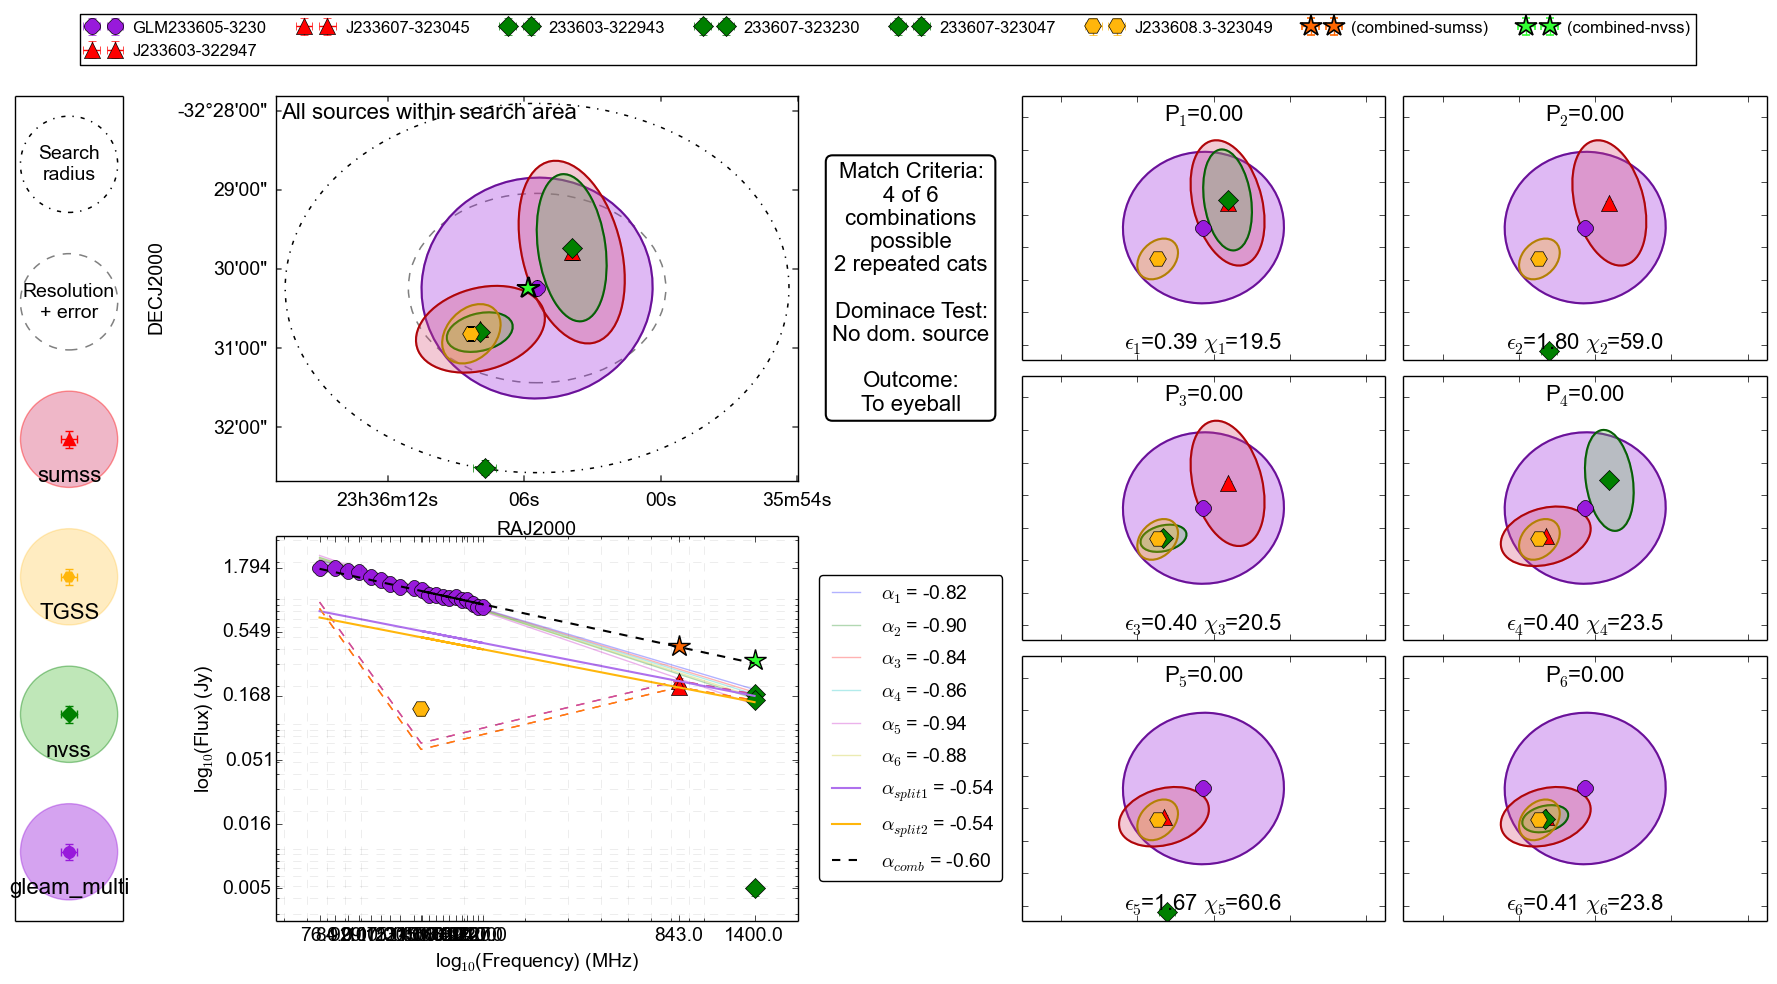 GLM233605-3230
J233607-323045
233603-322943
233607-323230
233607-323047
J233608.3-323049
(combined-sumss)
(combined-nvss)
J233603-322947
Search
radius
Resolution
+ error
sumss
TGSS
nvss
gleam_multi
All sources within search area
-32°28'00"
29'00"
30'00"
31'00"
32'00"
DECJ2000
23h36m12s
06s
00s
35m54s
RAJ2000
Match Criteria:
4 of 6
combinations
possible
2 repeated cats
Dominace Test:
No dom. source
Outcome:
To eyeball
1.794
0.549
0.168
0.051
0.016
0.005
log10(Flux) (Jy)
843.0
1400.0
log10(Frequency) (MHz)
α1 = -0.82
α2 = -0.90
α3 = -0.84
α4 = -0.86
α5 = -0.94
α6 = -0.88
αsplit1 = -0.54
αsplit2 = -0.54
αcomb = -0.60
P1=0.00
ϵ1=0.39 χ1=19.5
P2=0.00
ϵ2=1.80 χ2=59.0
P3=0.00
ϵ3=0.40 χ3=20.5
P4=0.00
ϵ4=0.40 χ4=23.5
P5=0.00
ϵ5=1.67 χ5=60.6
P6=0.00
ϵ6=0.41 χ6=23.8